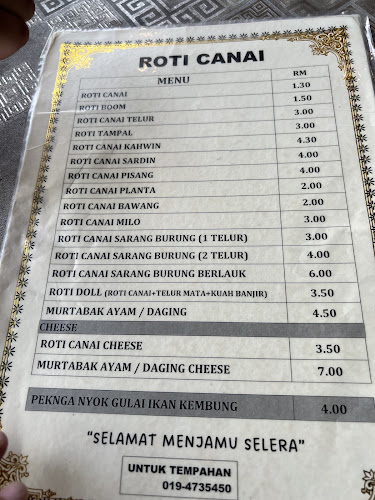 ROTI CANAI
MENU RM
ROTI CANAI 1.30
ROTI BOOM 1.50
ROTI CANAI TELUR 3.00
ROTI TAMPAL 3.00
ROTI CANAI KAHWIN 4.30
ROTI CANAI SARDIN 4.00
ROTI CANAI PISANG 4.00
ROTI CANAI PLANTA 2.00
ROTI CANAI BAWANG 2.00
ROTI CANAI MILO 3.00
ROTI CANAI SARANG BURUNG (1 TELUR) 3.00
ROTI CANAI SARANG BURUNG (2 TELUR) 4.00
ROTI CANAI SARANG BURUNG BERLAUK 6.00
ROTI DOLL (ROTI CANAI+TELUR MATA+KUAH BANJIR) 3.50
MURTABAK AYAM / DAGING 4.50
CHEESE
ROTI CANAI CHEESE 3.50
MURTABAK AYAM / DAGING CHEESE 7.00
PEKNGA NYOK GULAI IKAN KEMBUNG 4.00
"SELAMAT MENJAMU SELERA"
UNTUK TEMPAHAN
019-4735450